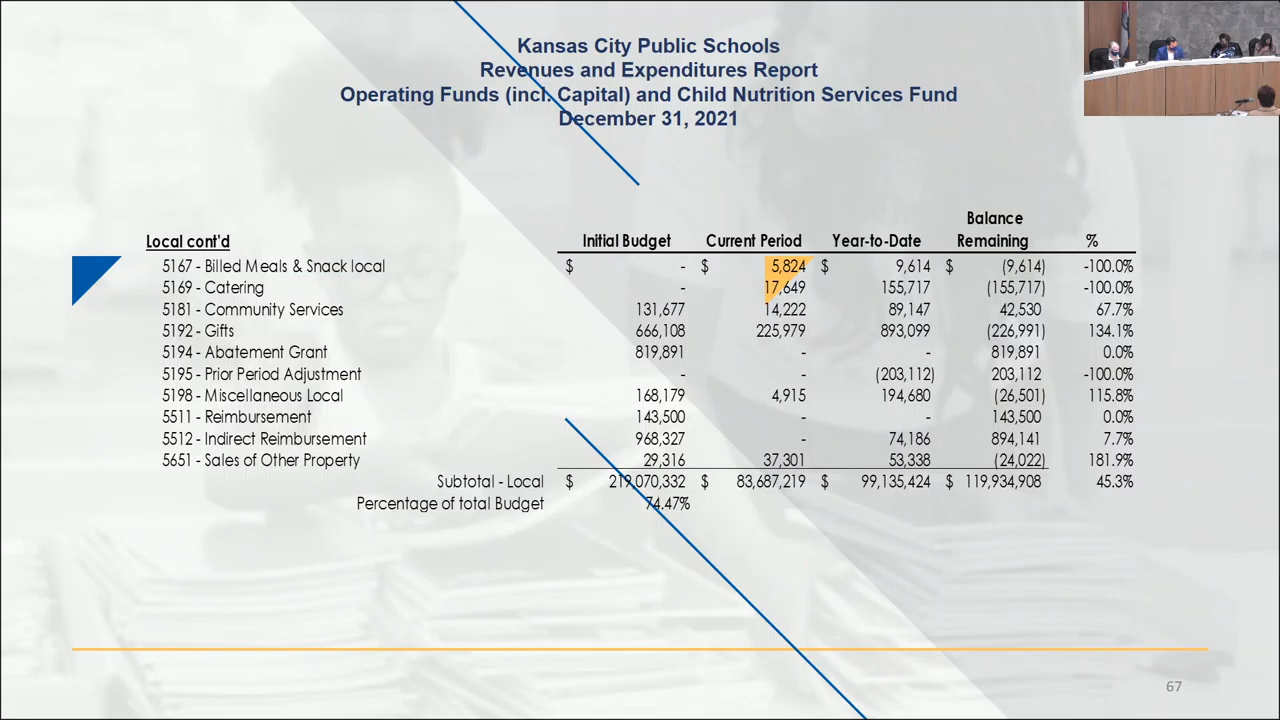 Kansas City Public Schools
Revenues and Expenditures Report
Operating Funds (incl. Capital) and Child Nutrition Services Fund
December 31, 2021
Balance
Local cont'd Initial Budget Current Period Year-to-Date Remaining %
5167 - Billed Meals & Snack local $ - $ 5,824 $ 9,614 $ (9,614) -100.0%
5169 - Catering - 17,649 155,717 (155,717) -100.0%
5181 - Community Services 131,677 14,222 89,147 42,530 67.7%
5192 - Gifts 666,108 225,979 893,099 (226,991) 134.1%
5194 - Abatement Grant 819,891 - - 819,891 0.0%
5195 - Prior Period Adjustment - - (203,112) 203,112 -100.0%
5198 - Miscellaneous Local 168,179 4,915 194,680 (26,501) 115.8%
5511 - Reimbursement 143,500 - - 143,500 0.0%
5512 - Indirect Reimbursement 968,327 - 74,186 894,141 7.7%
5651 - Sales of Other Property 29,316 37,301 53,338 (24,022) 181.9%
Subtotal - Local $ 219,070,332 $ 83,687,219 $ 99,135,424 $ 119,934,908 45.3%
Percentage of total Budget 74.47%
67